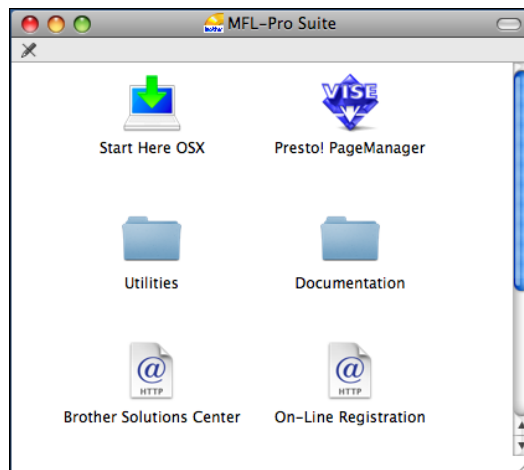 brother MFL-Pro Suite
VISE
Start Here OSX
Presto! PageManager
Utilities
Documentation
@
HTTP
@
HTTP
Brother Solutions Center
On-Line Registration